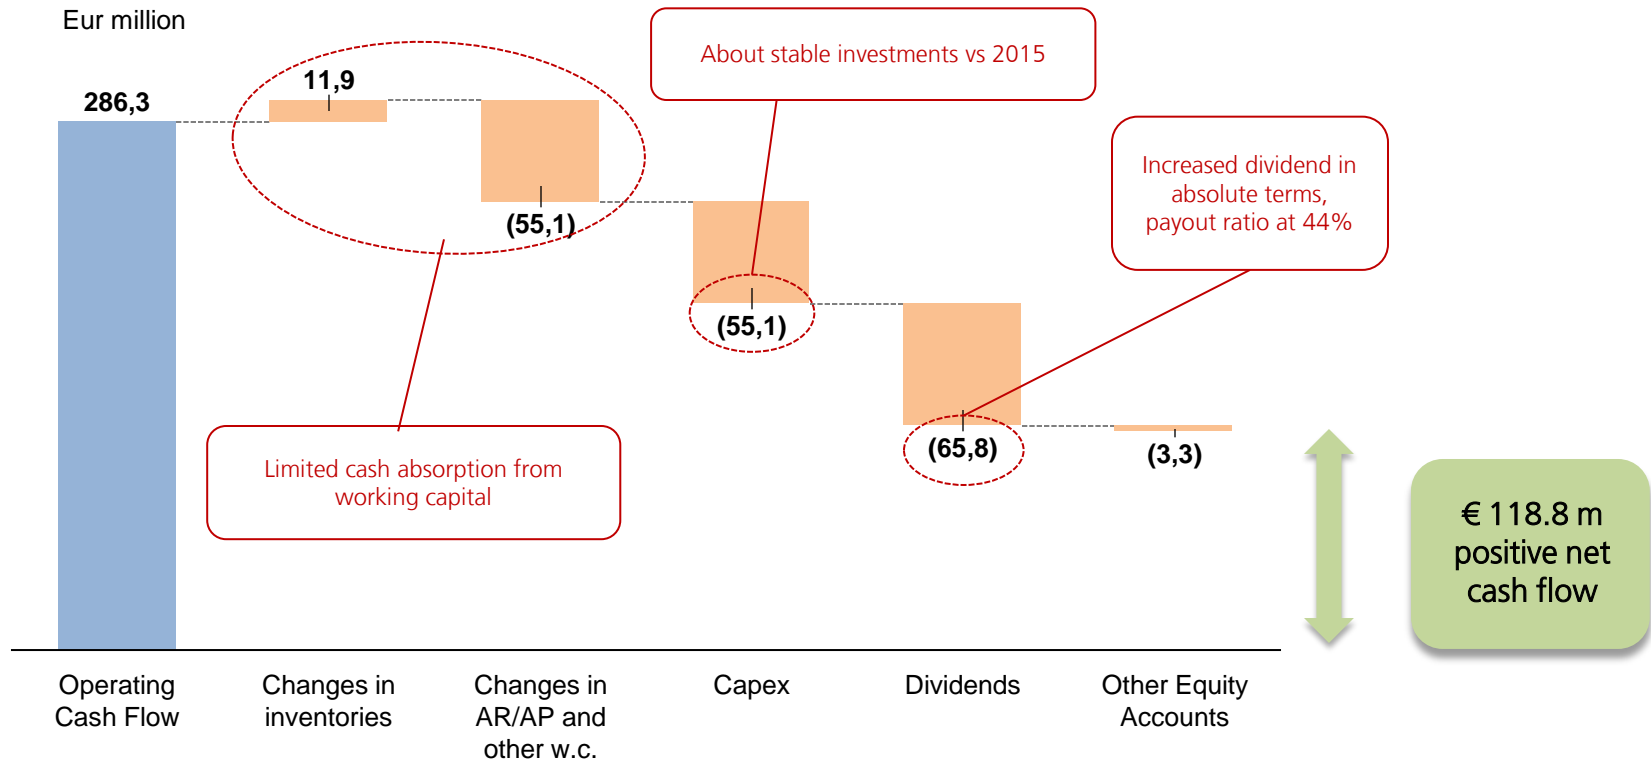 Eur million
286,3
11,9
(55,1)
(55,1)
(65,8)
(3,3)
About stable investments vs 2015
Increased dividend in
absolute terms,
payout ratio at 44%
Limited cash absorption from
working capital
€ 118.8 m
positive net
cash flow
Operating
Cash Flow
Changes in
inventories
Changes in
AR/AP and
other w.c.
Capex
Dividends
Other Equity
Accounts